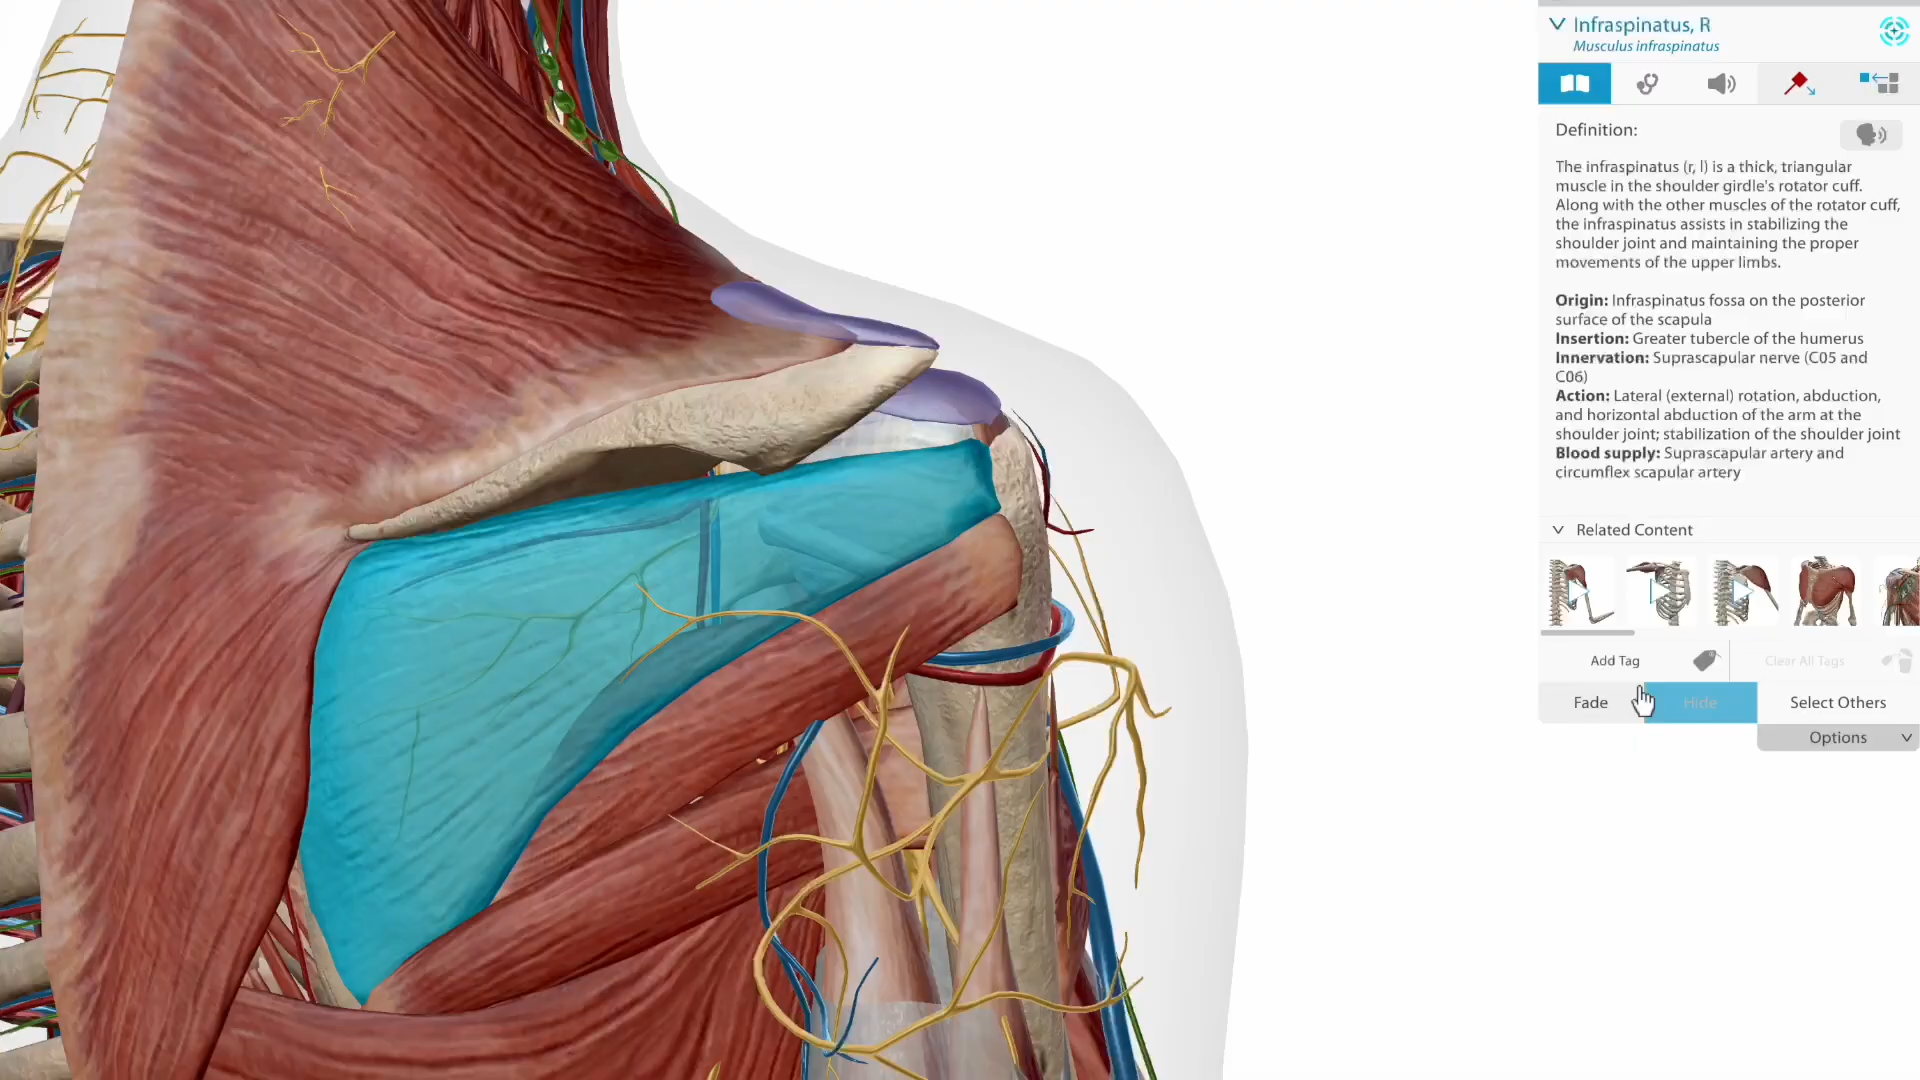 Infraspinatus, R
Musculus infraspinatus
Definition:
The infraspinatus (r, l) is a thick, triangular
muscle in the shoulder girdle's rotator cuff.
Along with the other muscles of the rotator cuff,
the infraspinatus assists in stabilizing the
shoulder joint and maintaining the proper
movements of the upper limbs.
Origin: Infraspinatus fossa on the posterior
surface of the scapula
Insertion: Greater tubercle of the humerus
Innervation: Suprascapular nerve (C05 and
C06)
Action: Lateral (external) rotation, abduction,
and horizontal abduction of the arm at the
shoulder joint; stabilization of the shoulder joint
Blood supply: Suprascapular artery and
circumflex scapular artery
Related Content
Add Tag
Clear All Tags
Fade
Hide
Select Others
Options